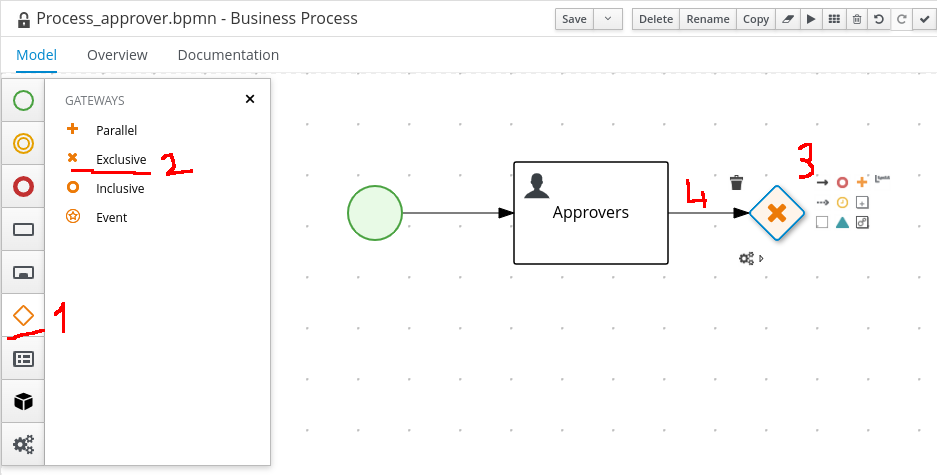 Process_approver.bpmn - Business Process
Save
Delete
Rename
Copy
Model
Overview
Documentation
GATEWAYS
Parallel
Exclusive
2
Inclusive
Event
1
3
4
Approvers